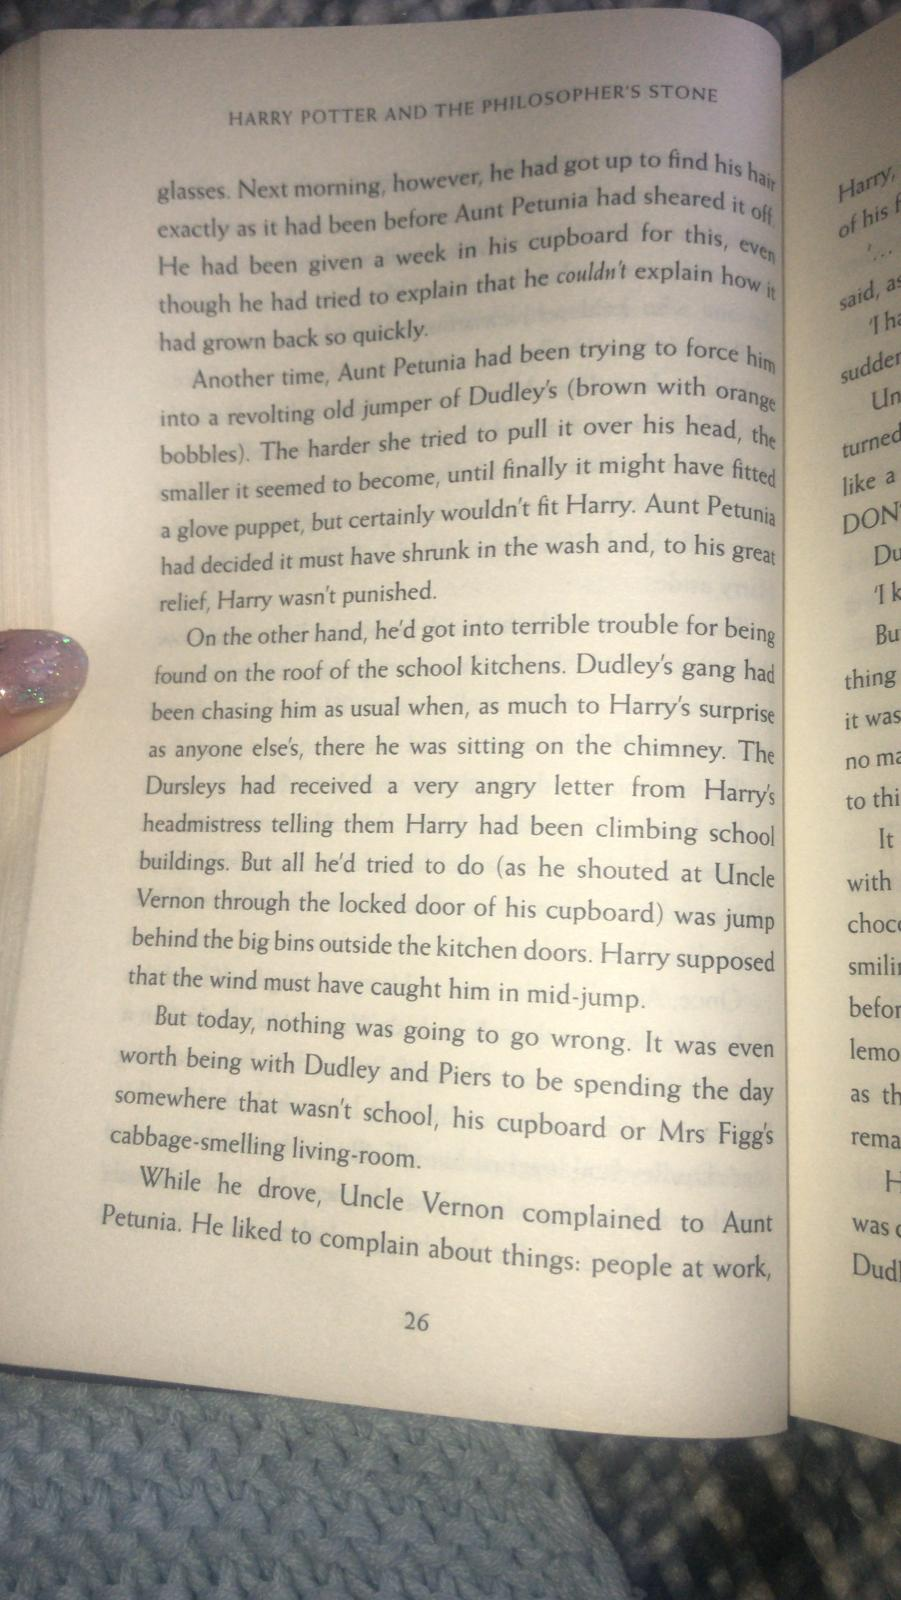 HARRY POTTER AND THE PHILOSOPHER'S STONE
glasses. Next morning, however, he had got up to find his hair
exactly as it had been before Aunt Petunia had sheared it off.
He had been given a week in his cupboard for this, even
though he had tried to explain that he couldn't explain how it
had grown back so quickly.
Another time, Aunt Petunia had been trying to force him
into a revolting old jumper of Dudley's (brown with orange
bobbles). The harder she tried to pull it over his head, the
smaller it seemed to become, until finally it might have fitted
a glove puppet, but certainly wouldn't fit Harry. Aunt Petunia
had decided it must have shrunk in the wash and, to his great
relief, Harry wasn't punished.
On the other hand, he'd got into terrible trouble for being
found on the roof of the school kitchens. Dudley's gang had
been chasing him as usual when, as much to Harry's surprise
as anyone else's, there he was sitting on the chimney. The
Dursleys had received a very angry letter from Harry's
headmistress telling them Harry had been climbing school
buildings. But all he'd tried to do (as he shouted at Uncle
Vernon through the locked door of his cupboard) was jump
behind the big bins outside the kitchen doors. Harry supposed
that the wind must have caught him in mid-jump.
But today, nothing was going to go wrong. It was even
worth being with Dudley and Piers to be spending the day
somewhere that wasn't school, his cupboard or Mrs Figg's
cabbage-smelling living-room.
While he drove, Uncle Vernon complained to Aunt
Petunia. He liked to complain about things: people at work,
26
Harry,
of his
'...
said,
'I
turned
like a
'I
thing
it was
no
to
It
with
as
was